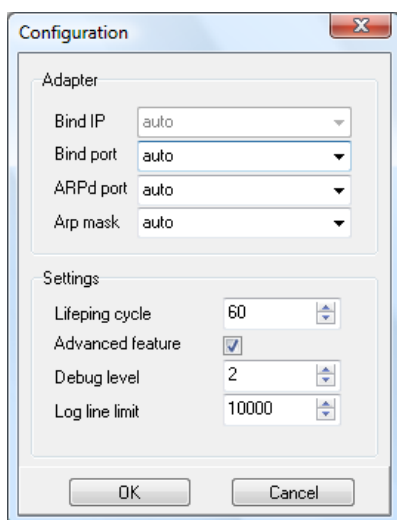 Configuration
Adapter
Bind IP auto
Bind port auto
ARPd port auto
Arp mask auto
Settings
Lifeping cycle 60
Advanced feature
Debug level 2
Log line limit 10000
OK Cancel